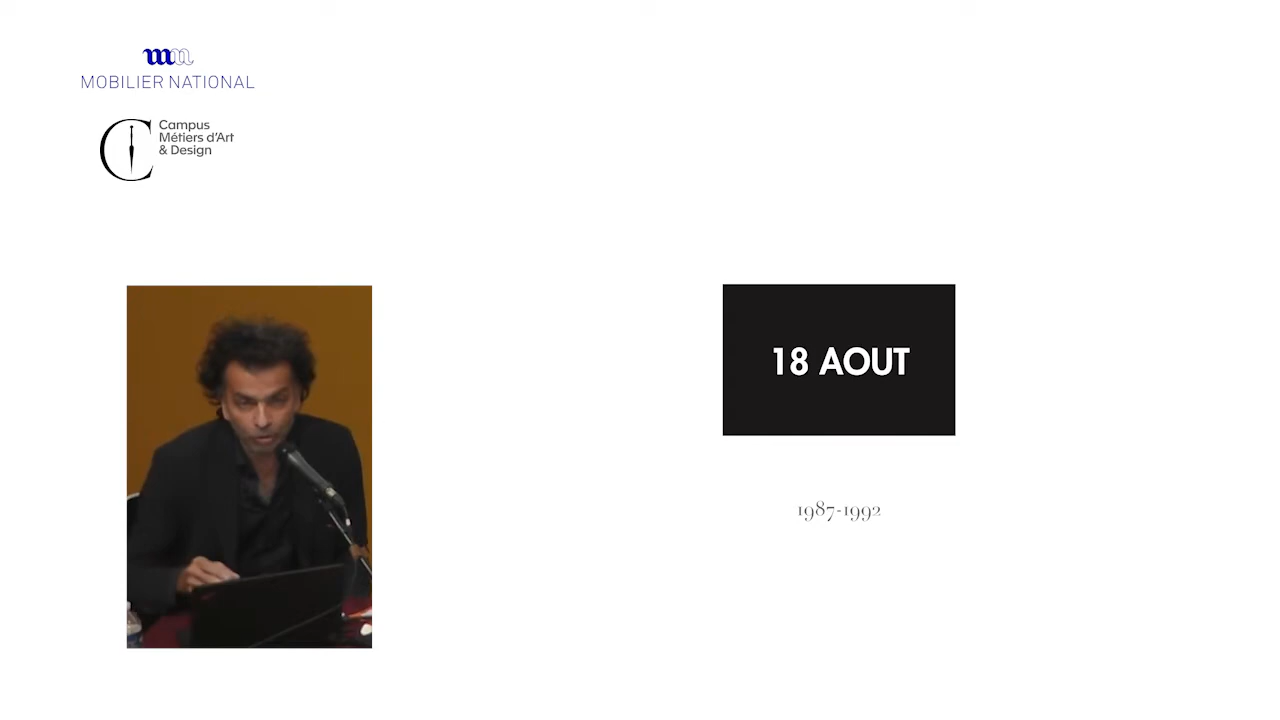 MOBILIER NATIONAL
Campus
Métiers d'Art
& Design
18 AOUT
1987-1992